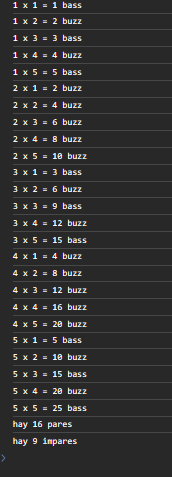 1 x 1 = 1 bass
1 x 2 = 2 buzz
1 x 3 = 3 bass
1 x 4 = 4 buzz
1 x 5 = 5 bass
2 x 1 = 2 buzz
2 x 2 = 4 buzz
2 x 3 = 6 buzz
2 x 4 = 8 buzz
2 x 5 = 10 buzz
3 x 1 = 3 bass
3 x 2 = 6 buzz
3 x 3 = 9 bass
3 x 4 = 12 buzz
3 x 5 = 15 bass
4 x 1 = 4 buzz
4 x 2 = 8 buzz
4 x 3 = 12 buzz
4 x 4 = 16 buzz
4 x 5 = 20 buzz
5 x 1 = 5 bass
5 x 2 = 10 buzz
5 x 3 = 15 bass
5 x 4 = 20 buzz
5 x 5 = 25 bass
hay 16 pares
hay 9 impares
>